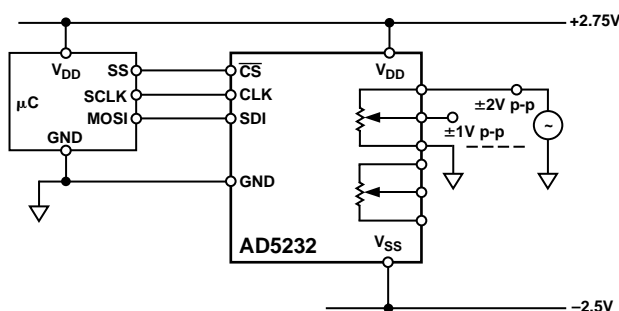 +2.75V
VDD
SS
CS
VDD
μC
SCLK
CLK
±2V p-p
MOSI
SDI
~
±1V p-p
GND
GND
VSS
AD5232
–2.5V